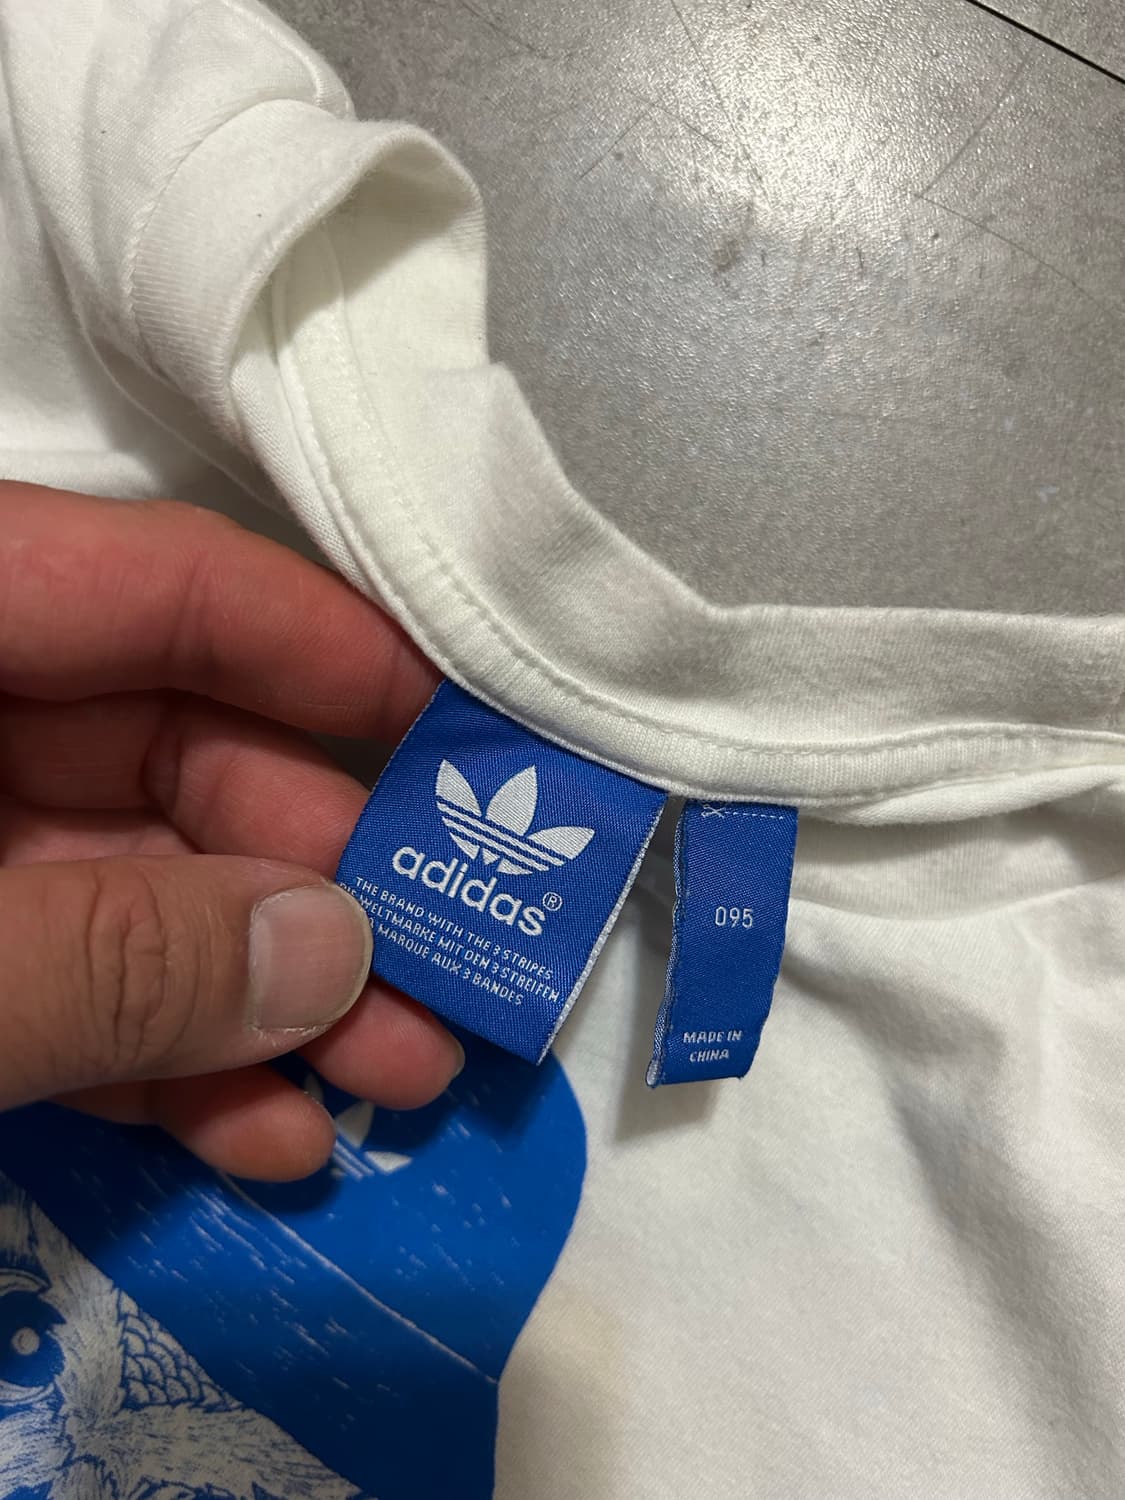 adidas®
THE BRAND WITH THE 3 STRIPES
DIE WELTMARKE MIT DEN 3 STREIFEN
MARQUE AUX 3 BANDES
095
MADE IN
CHINA